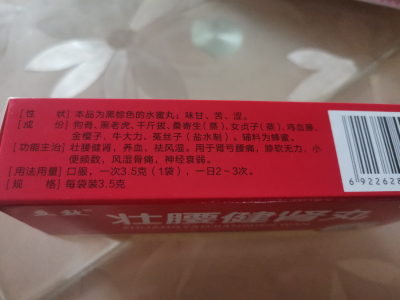 [性 状] 本品为黑棕色的水蜜丸；味甘、苦、涩。
[成 份] 狗脊、黑老虎、千斤拔、桑寄生(蒸)、女贞子(蒸)、鸡血藤、
金樱子、牛大力、菟丝子(盐水制)。辅料为蜂蜜。
[功能主治] 壮腰健肾，养血，祛风湿。用于肾亏腰痛，膝软无力，小
便频数，风湿骨痛，神经衰弱。
[用法用量] 口服，一次3.5克(1袋)，一日2~3次。
[规 格] 每袋装3.5克
6 922628
壮腰健肾丸